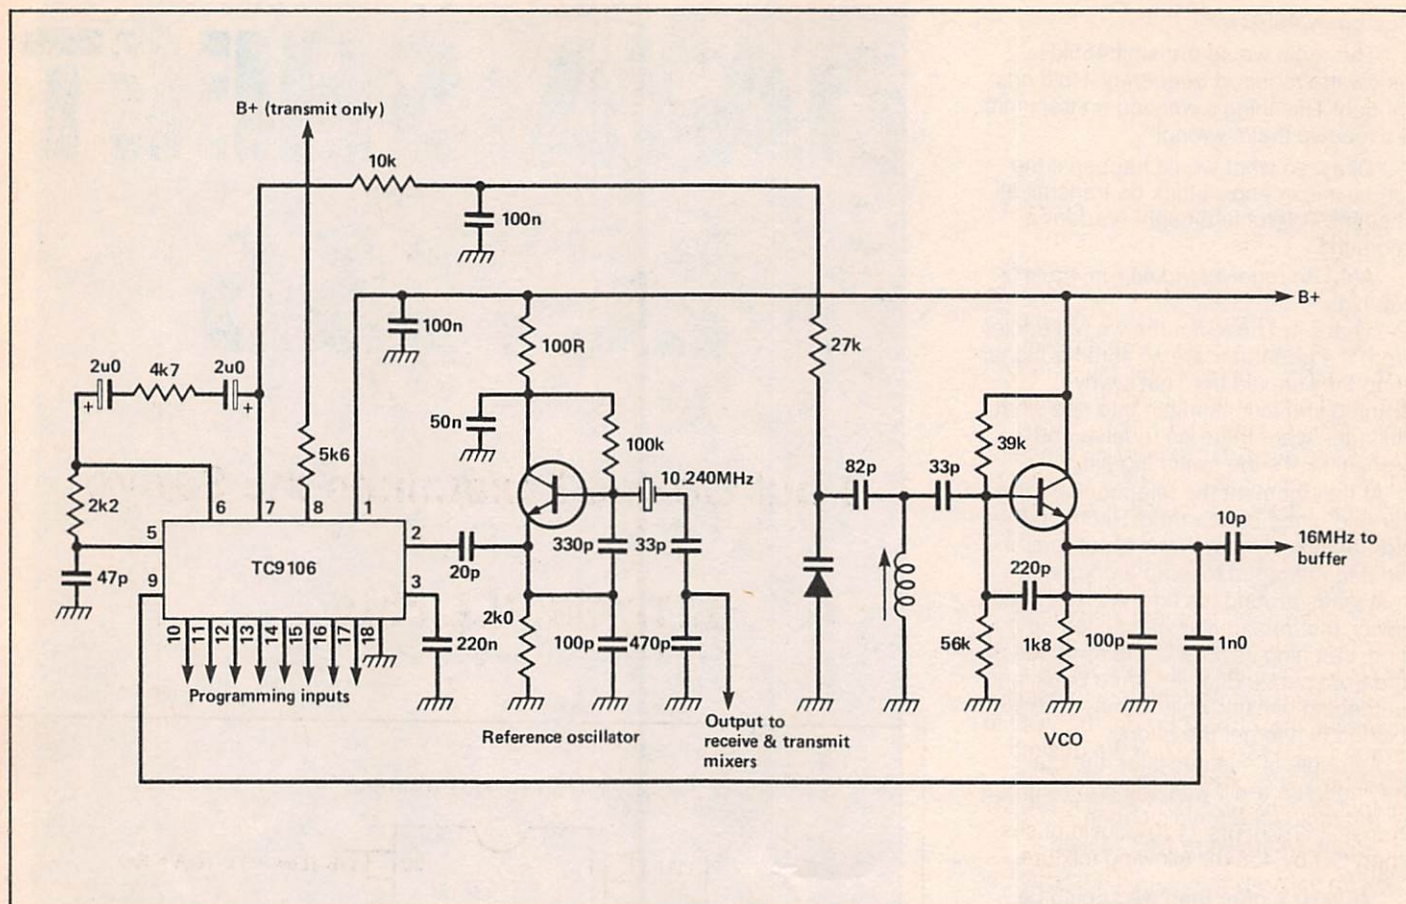 B+ (transmit only)
10k
100n
B+
100n
100R
27k
2u0
4k7
2u0
+
+
50n
100k
39k
5k6
10.240MHz
82p
33p
2k2
6
7
8
1
5
2
330p
33p
10p
16MHz to
buffer
TC9106
20p
220p
47p
9
3
2k0
10
11
12
13
14
15
16
17
18
220n
100p
470p
56k
1k8
100p
1n0
Programming inputs
Reference oscillator
Output to
receive & transmit
mixers
VCO